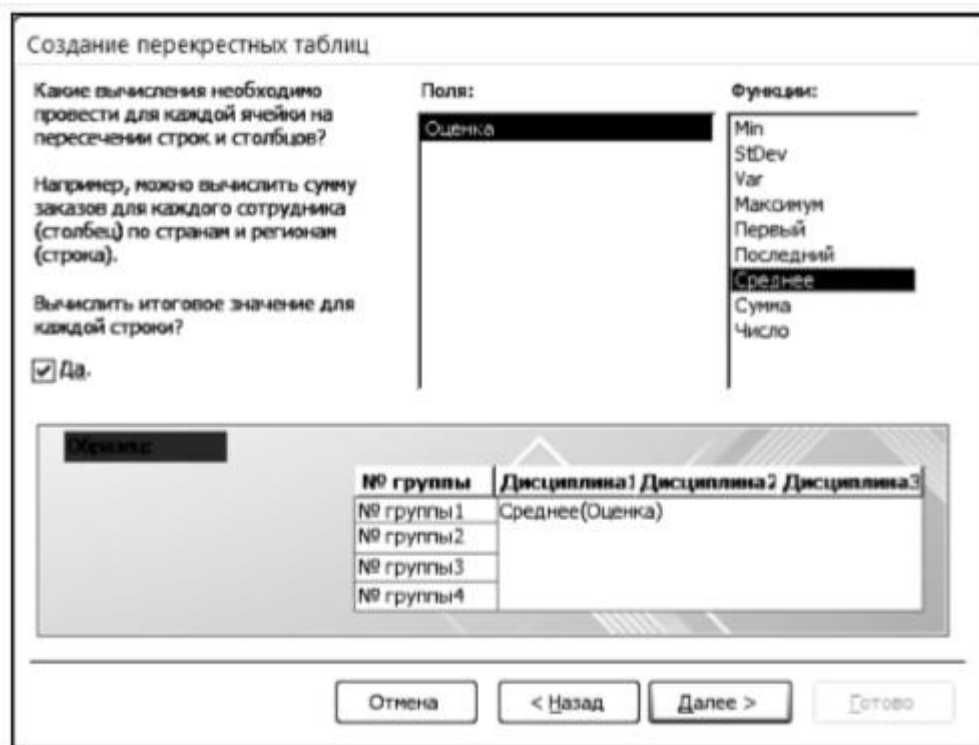 Создание перекрестных таблиц
Какие вычисления необходимо
провести для каждой ячейки на
пересечении строк и столбцов?
Например, можно вычислить сумму
заказов для каждого сотрудника
(столбец) по странам и регионам
(строка).
Вычислить итоговое значение для
каждой строки?
Да.
Поля:
Оценка
Функции:
Min
StDev
Var
Максимум
Первый
Последний
Среднее
Сумма
Число
Образец:
№ группы Дисциплина1 Дисциплина2 Дисциплина3
№ группы1 Среднее(Оценка)
№ группы2
№ группы3
№ группы4
Отмена < Назад Далее > Готово